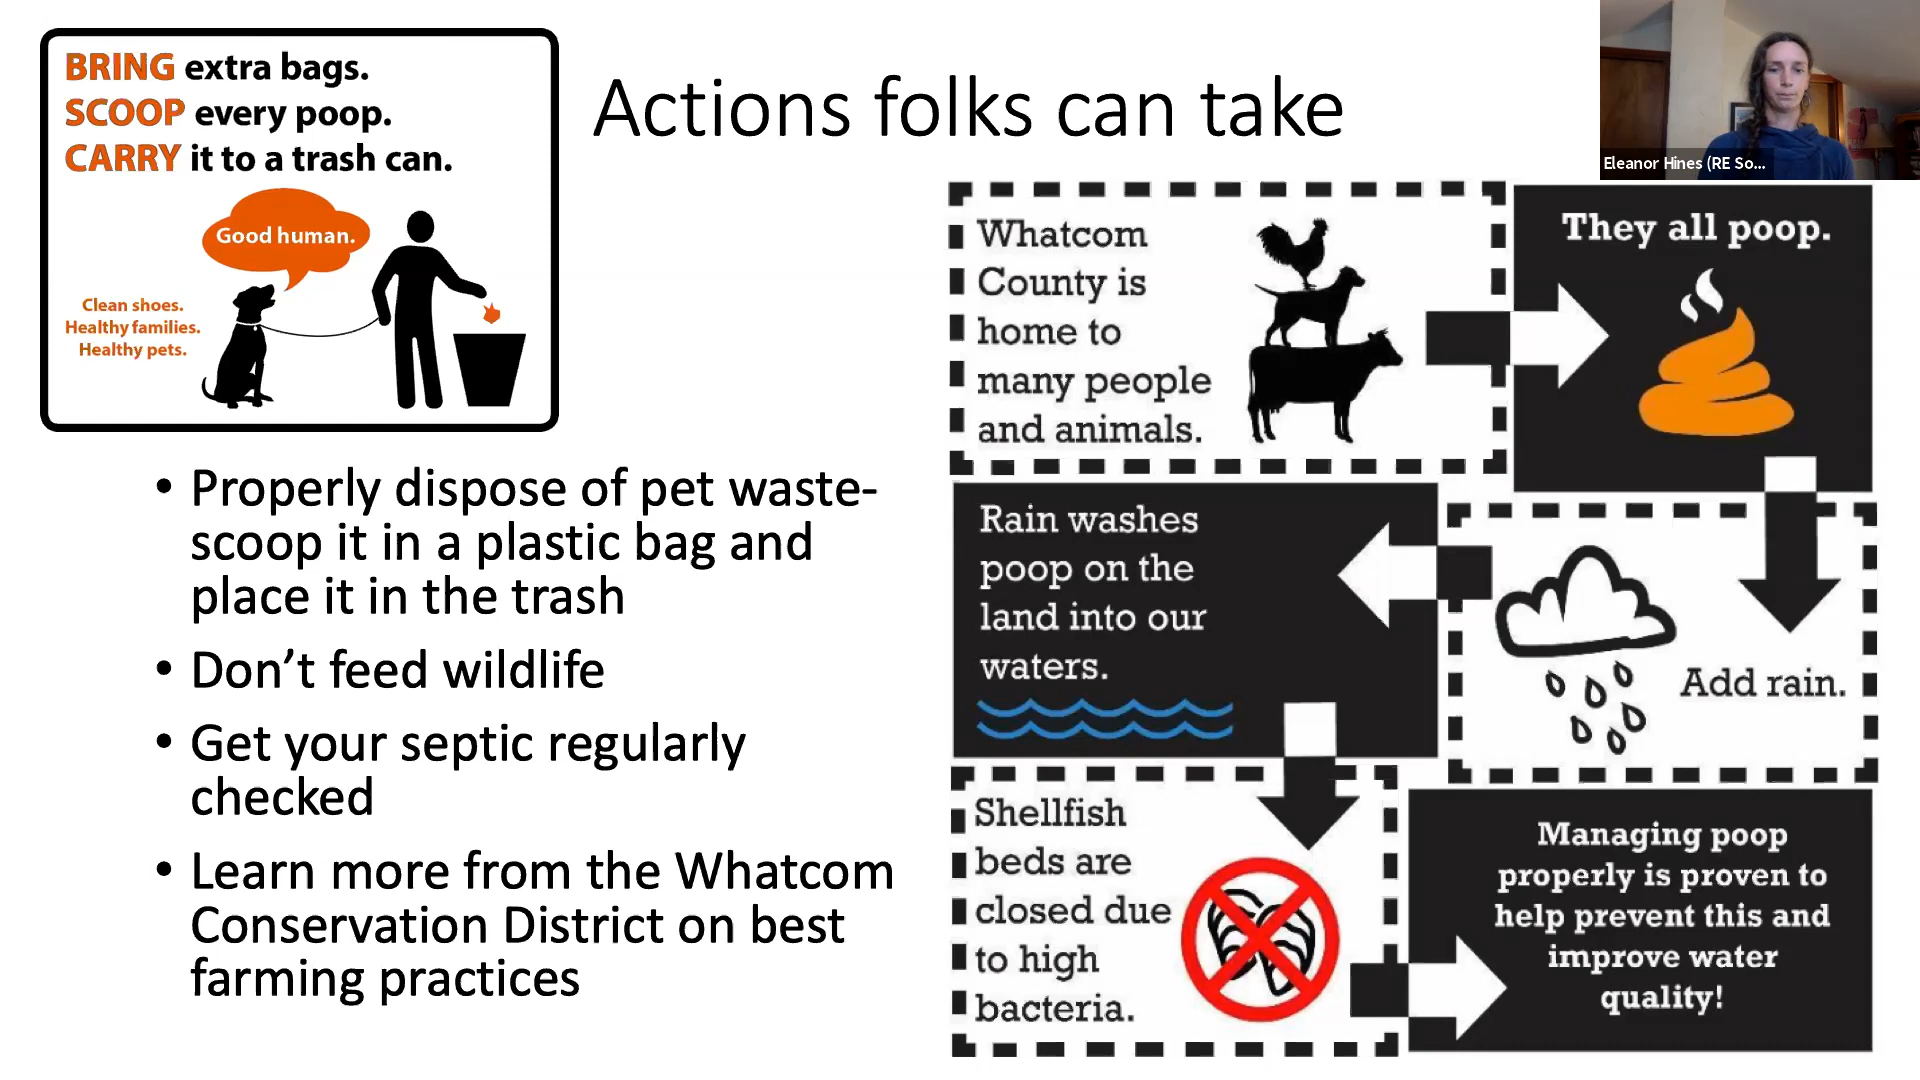 BRING extra bags.
SCOOP every poop.
CARRY it to a trash can.
Good human.
Clean shoes.
Healthy families.
Healthy pets.
Actions folks can take
Eleanor Hines (RE So...
• Properly dispose of pet waste-
scoop it in a plastic bag and
place it in the trash
• Don’t feed wildlife
• Get your septic regularly
checked
• Learn more from the Whatcom
Conservation District on best
farming practices
Whatcom
County is
home to
many people
and animals.
They all poop.
Add rain.
Rain washes
poop on the
land into our
waters.
Shellfish
beds are
closed due
to high
bacteria.
Managing poop
properly is proven to
help prevent this and
improve water
quality!